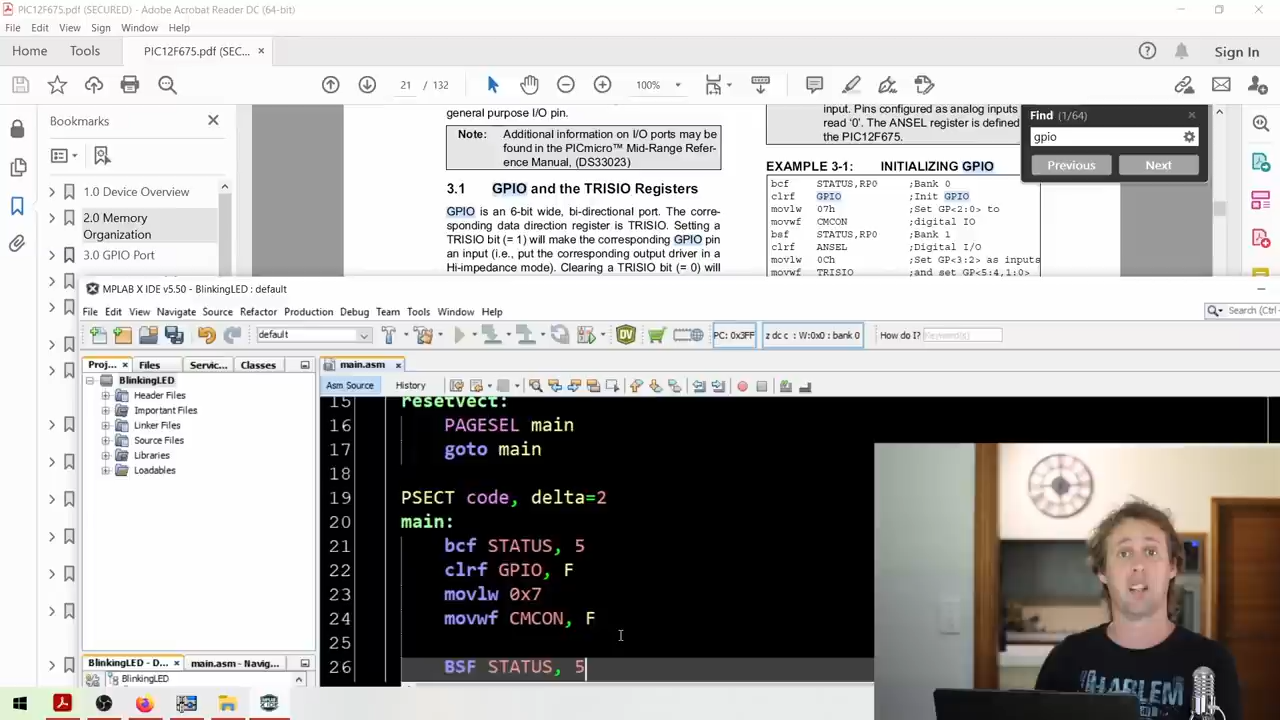 PIC12F675.pdf (SECURED) - Adobe Acrobat Reader DC (64-bit)
File Edit View Sign Window Help
Home Tools PIC12F675.pdf (SEC... × Sign In
21 / 132 100%
Bookmarks
1.0 Device Overview
2.0 Memory
Organization
3.0 GPIO Port
general purpose I/O pin.
Note: Additional information on I/O ports may be
found in the PICmicro™ Mid-Range Refer-
ence Manual, (DS33023)
3.1 GPIO and the TRISIO Registers
GPIO is an 6-bit wide, bi-directional port. The corre-
sponding data direction register is TRISIO. Setting a
TRISIO bit (= 1) will make the corresponding GPIO pin
an input (i.e., put the corresponding output driver in a
Hi-impedance mode). Clearing a TRISIO bit (= 0) will
input. Pins configured as analog inputs
read '0'. The ANSEL register is defined
the PIC12F675.
EXAMPLE 3-1: INITIALIZING GPIO
bcf STATUS,RP0 ;Bank 0
clrf GPIO ;Init GPIO
movlw 07h ;Set GP<2:0> to
movwf CMCON ;digital IO
bsf STATUS,RP0 ;Bank 1
clrf ANSEL ;Digital I/O
movlw 0Ch ;Set GP<3:2> as inputs
movwf TRISIO ;and set GP<5:4,1:0>
Find (1/64)
gpio
Previous Next
MPLAB X IDE v5.50 - BlinkingLED : default
File Edit View Navigate Source Refactor Production Debug Team Tools Window Help
Search (Ctrl
default PC: 0x3FF z dc c : W:0x0 : bank 0 How do I? Keyword(s)
Proj... × Files Servic... Classes
BlinkingLED
Header Files
Important Files
Linker Files
Source Files
Libraries
Loadables
BlinkingLED - D... × main.asm - Navig...
BlinkingLED
main.asm ×
Asm Source History
15 resetVect:
16 PAGESEL main
17 goto main
18
19 PSECT code, delta=2
20 main:
21 bcf STATUS, 5
22 clrf GPIO, F
23 movlw 0x7
24 movwf CMCON, F
25
26 BSF STATUS, 5
HARLEM